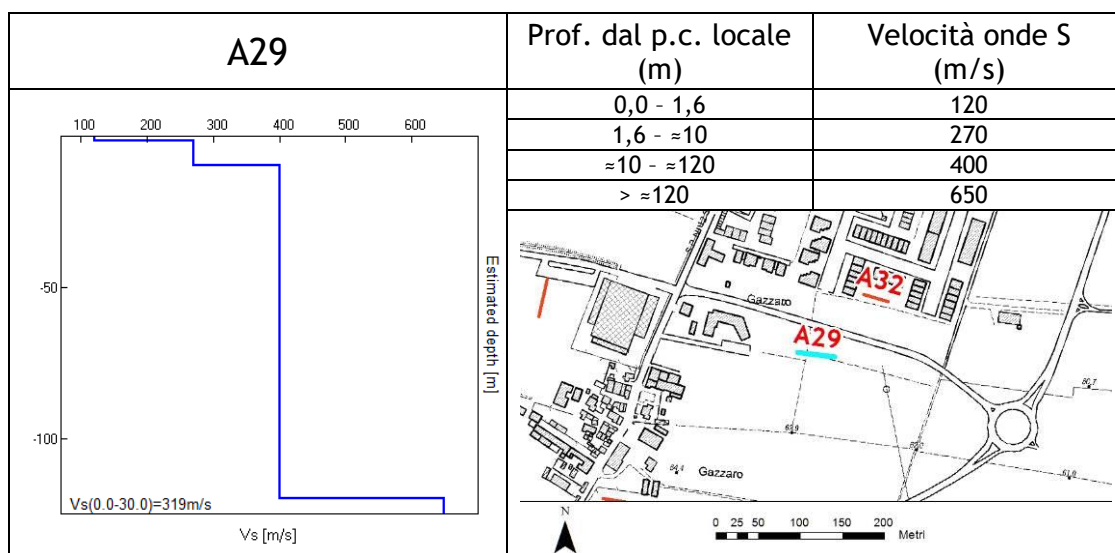 A29
Prof. dal p.c. locale
(m)
Velocità onde S
(m/s)
0,0 - 1,6 120
1,6 - ≈10 270
≈10 - ≈120 400
> ≈120 650
100 200 300 400 500 600
-50
-100
Estimated depth [m]
Vs(0.0-30.0)=319m/s
Vs [m/s]
Gazzaro
A32
A29
Gazzaro
N
0 25 50 100 150 200
Metri